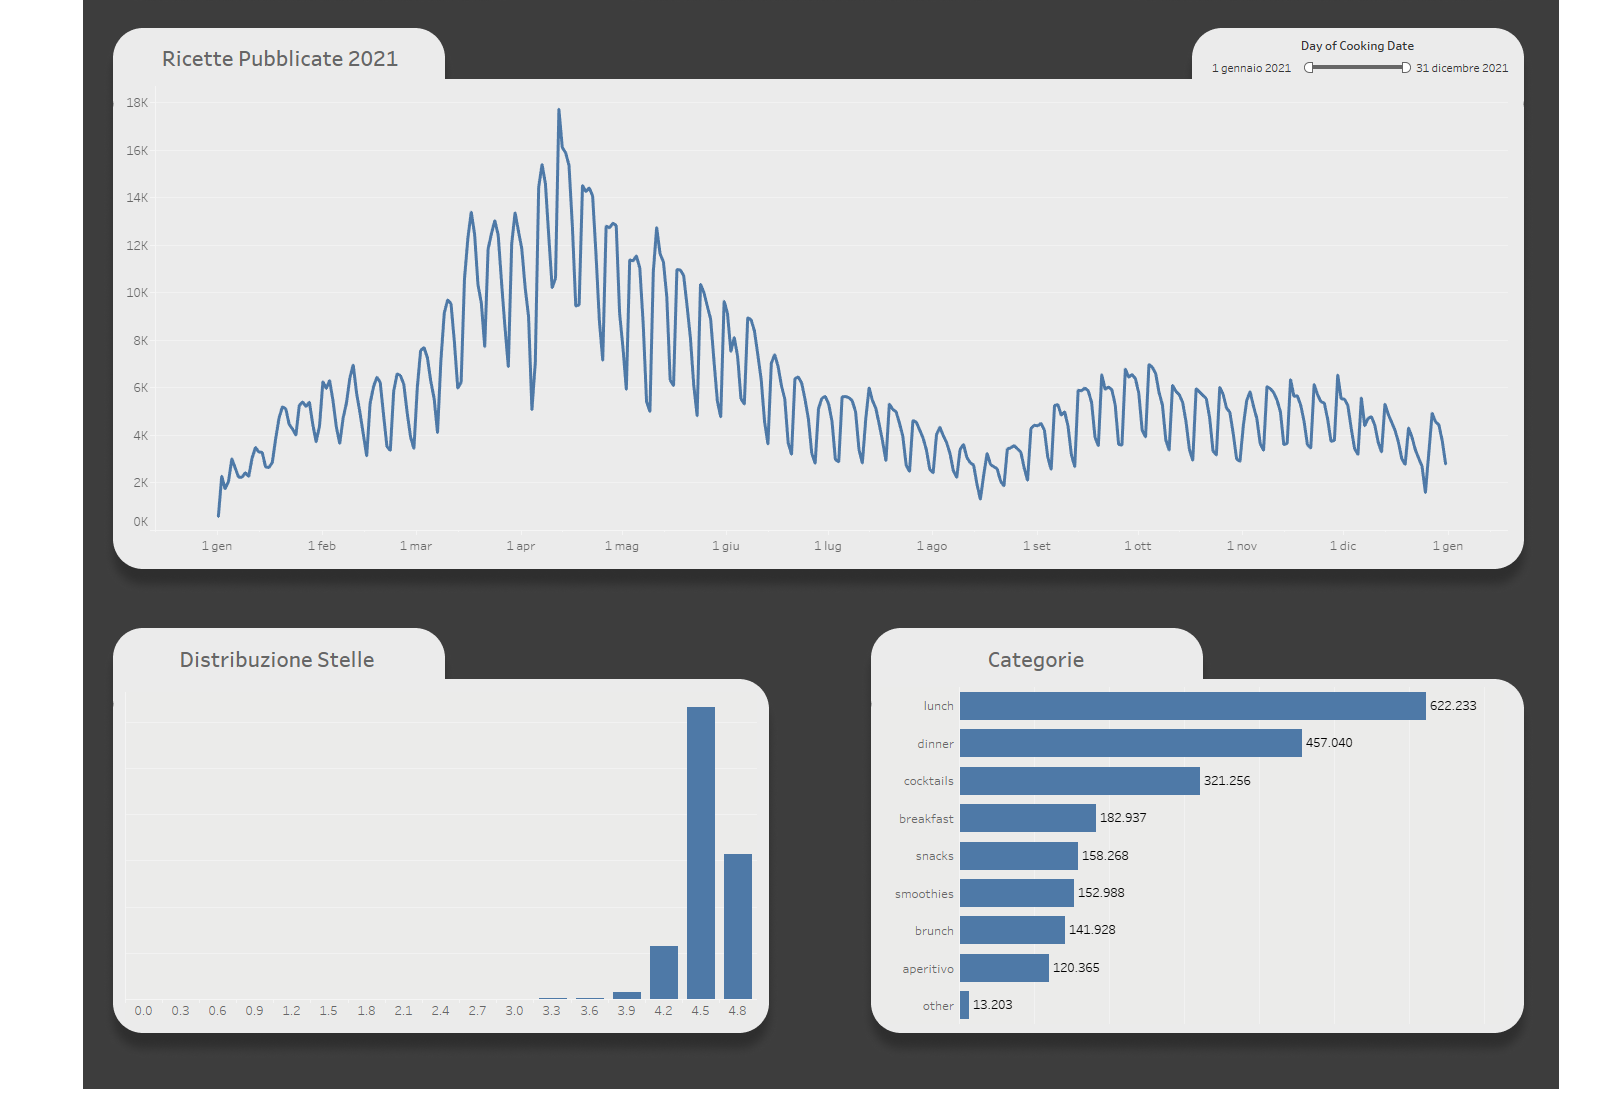 Ricette Pubblicate 2021
Day of Cooking Date
1 gennaio 2021 31 dicembre 2021
18K
16K
14K
12K
10K
8K
6K
4K
2K
0K
1 gen 1 feb 1 mar 1 apr 1 mag 1 giu 1 lug 1 ago 1 set 1 ott 1 nov 1 dic 1 gen
Distribuzione Stelle
0.0 0.3 0.6 0.9 1.2 1.5 1.8 2.1 2.4 2.7 3.0 3.3 3.6 3.9 4.2 4.5 4.8
Categorie
lunch 622.233
dinner 457.040
cocktails 321.256
breakfast 182.937
snacks 158.268
smoothies 152.988
brunch 141.928
aperitivo 120.365
other 13.203